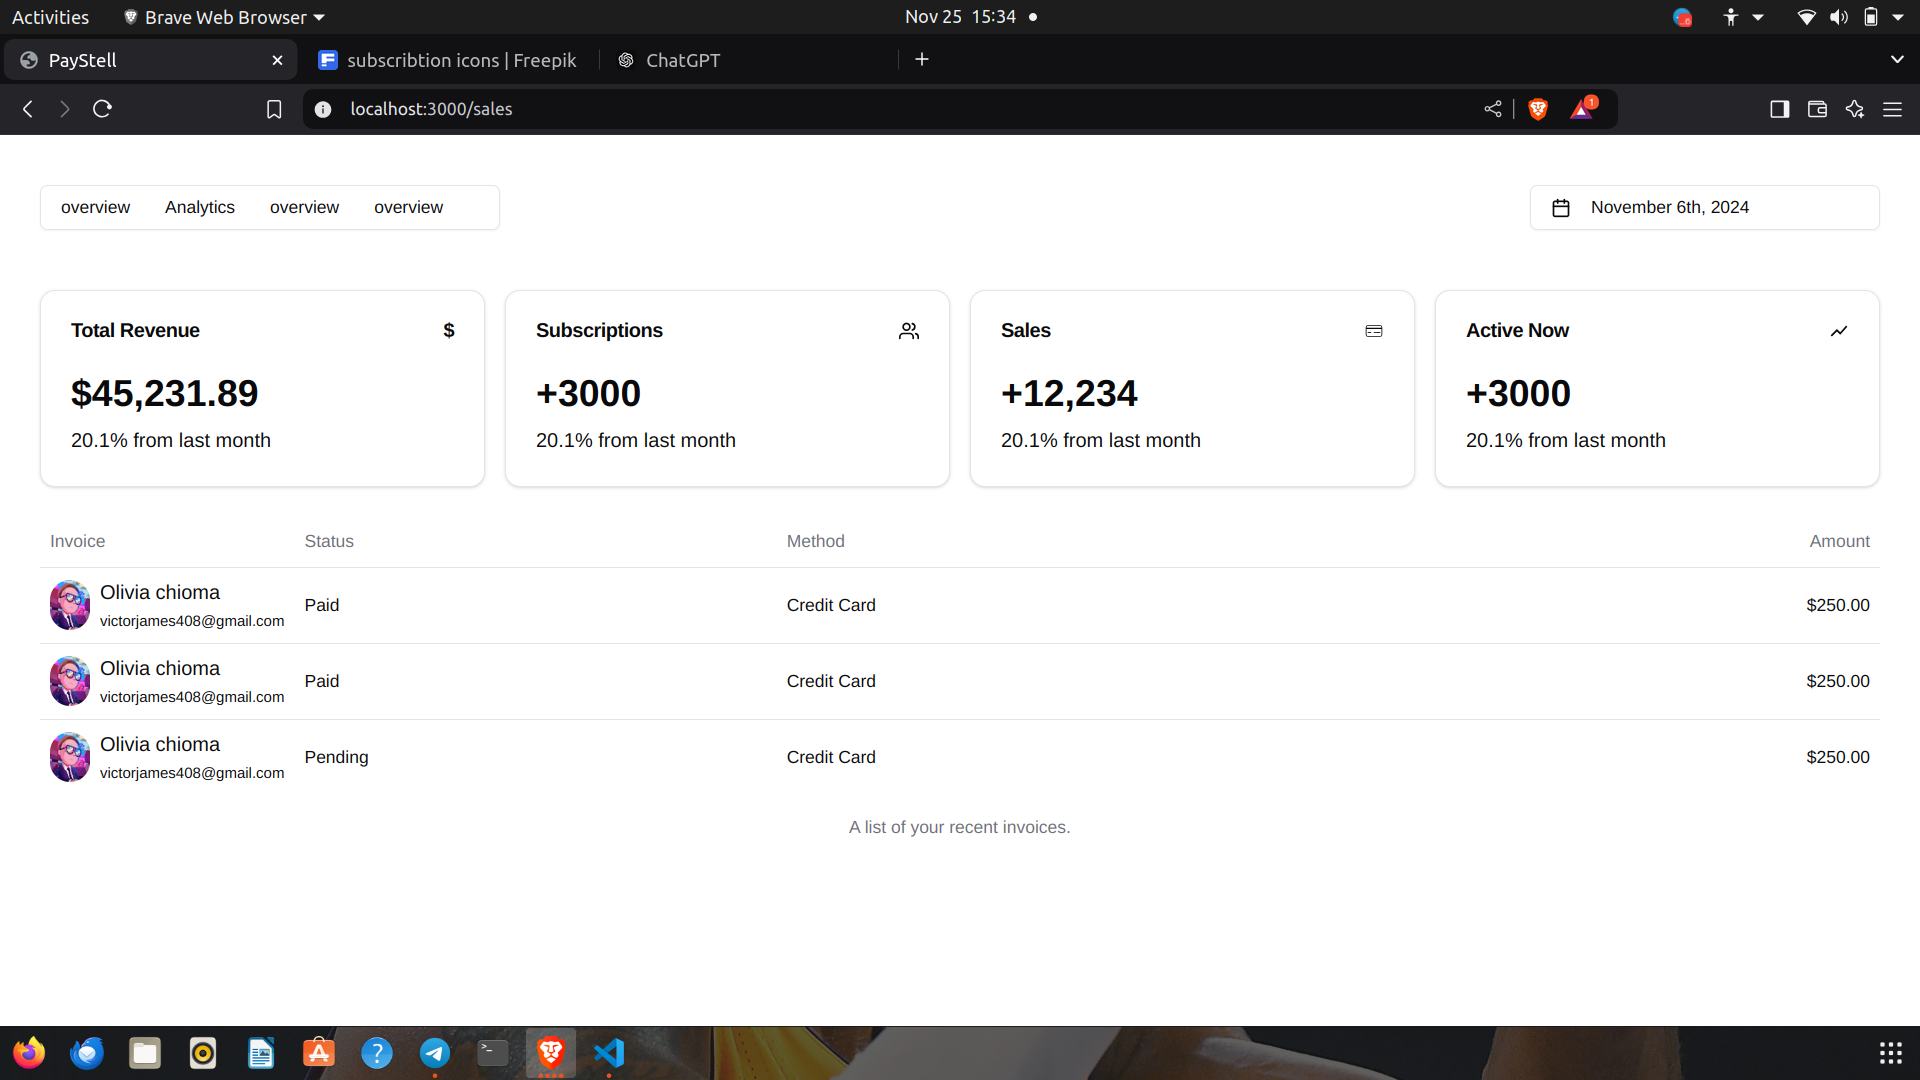 Activities Brave Web Browser Nov 25 15:34
PayStell subscribtion icons | Freepik ChatGPT
localhost:3000/sales 1
overview Analytics overview overview November 6th, 2024
Total Revenue $ Subscriptions Sales Active Now
$45,231.89 +3000 +12,234 +3000
20.1% from last month 20.1% from last month 20.1% from last month 20.1% from last month
Invoice Status Method Amount
Olivia chioma
victorjames408@gmail.com Paid Credit Card $250.00
Olivia chioma
victorjames408@gmail.com Paid Credit Card $250.00
Olivia chioma
victorjames408@gmail.com Pending Credit Card $250.00
A list of your recent invoices.